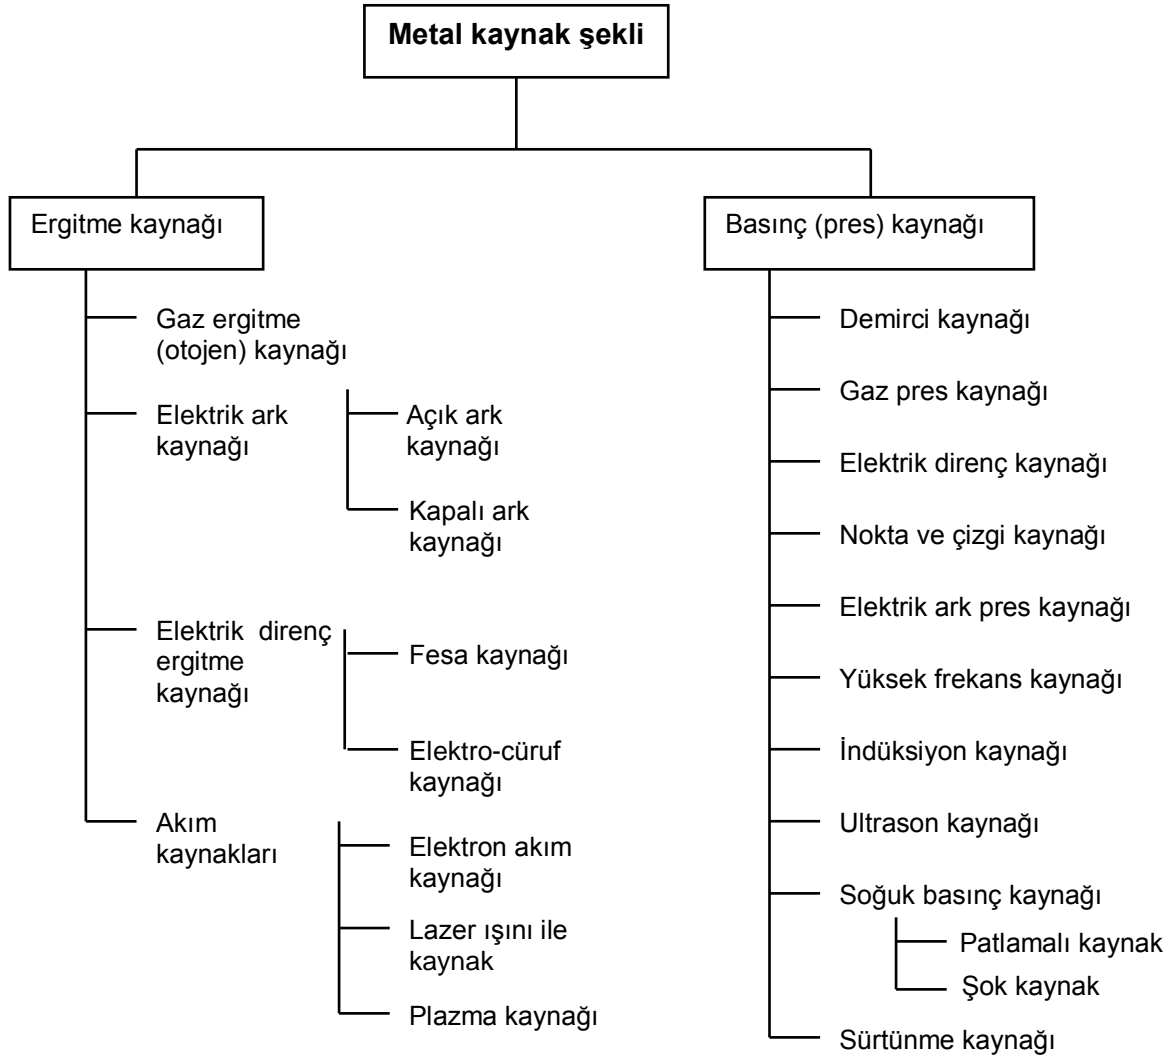 Metal kaynak şekli
Ergitme kaynağı
Gaz ergitme
(otojen) kaynağı
Elektrik ark
kaynağı
Açık ark
kaynağı
Kapalı ark
kaynağı
Elektrik direnç
ergitme
kaynağı
Fesa kaynağı
Elektro-cüruf
kaynağı
Akım
kaynakları
Elektron akım
kaynağı
Lazer ışını ile
kaynak
Plazma kaynağı
Basınç (pres) kaynağı
Demirci kaynağı
Gaz pres kaynağı
Elektrik direnç kaynağı
Nokta ve çizgi kaynağı
Elektrik ark pres kaynağı
Yüksek frekans kaynağı
İndüksiyon kaynağı
Ultrason kaynağı
Soğuk basınç kaynağı
Patlamalı kaynak
Şok kaynak
Sürtünme kaynağı